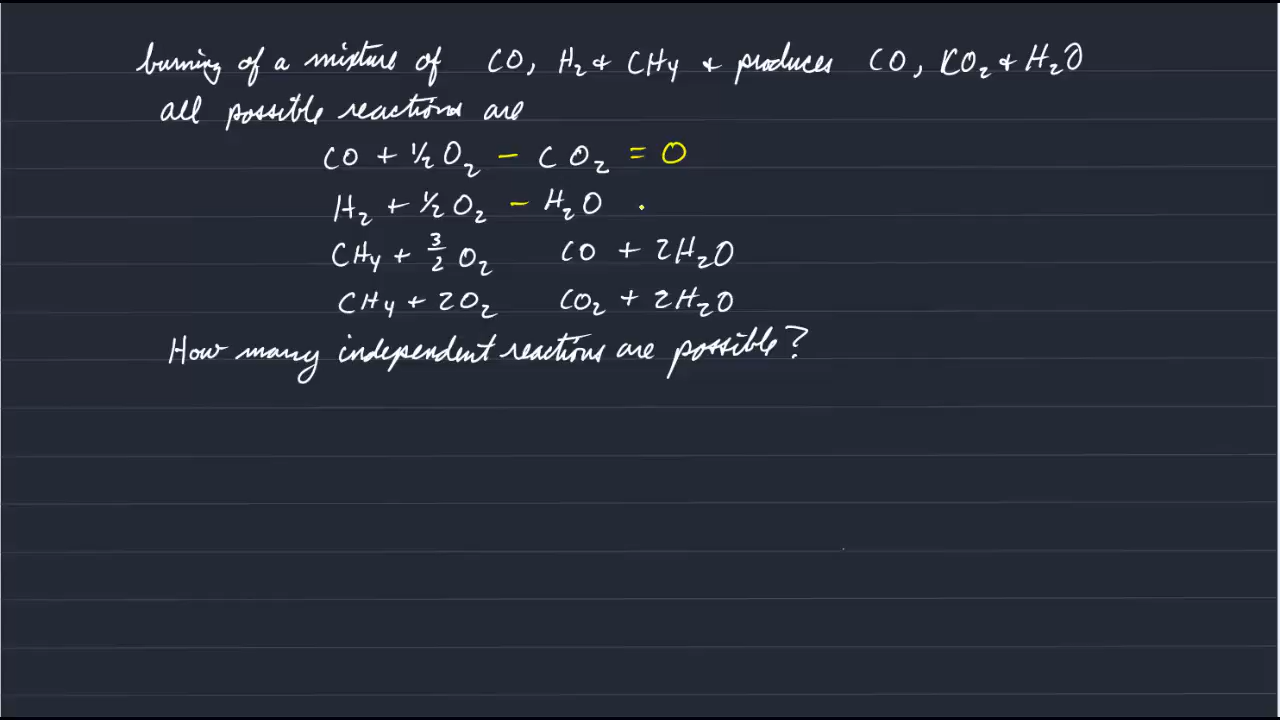 burning of a mixture of CO, H₂ & CH₄ & produces CO, CO₂ & H₂O
all possible reactions are
CO + 1/2 O₂ − CO₂ = 0
H₂ + 1/2 O₂ − H₂O
CH₄ + 3/2 O₂ CO + 2H₂O
CH₄ + 2O₂ CO₂ + 2H₂O
How many independent reactions are possible?